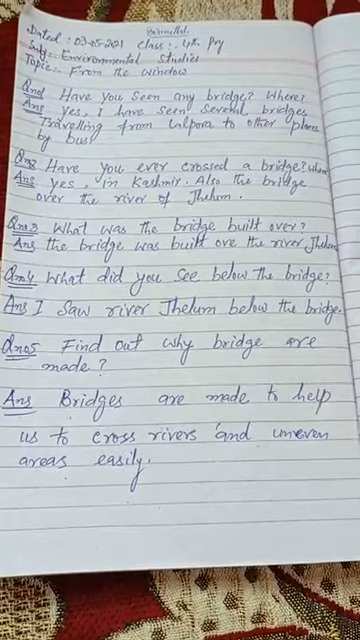 Bismillah
Dated :- 03-05-2021 Class :- 4th Pry
Sub :- Environmental Studies
Topic:- From the window
Qno1 Have you Seen any bridge? Where?
Ans Yes, I have seen several bridges
Travelling from Galpora to other places
by bus
Qno2 Have you ever crossed a bridge? where
Ans yes, in Kashmir. Also the bridge
over the river of Jhelum.
Qno3 What was the bridge built over?
Ans the bridge was built ove the river Jhelum
Qno4 What did you see below the bridge?
Ans I Saw river Jhelum below the bridge.
Qno5 Find out why bridge are
made?
Ans Bridges are made to help
us to cross rivers and uneven
areas easily.